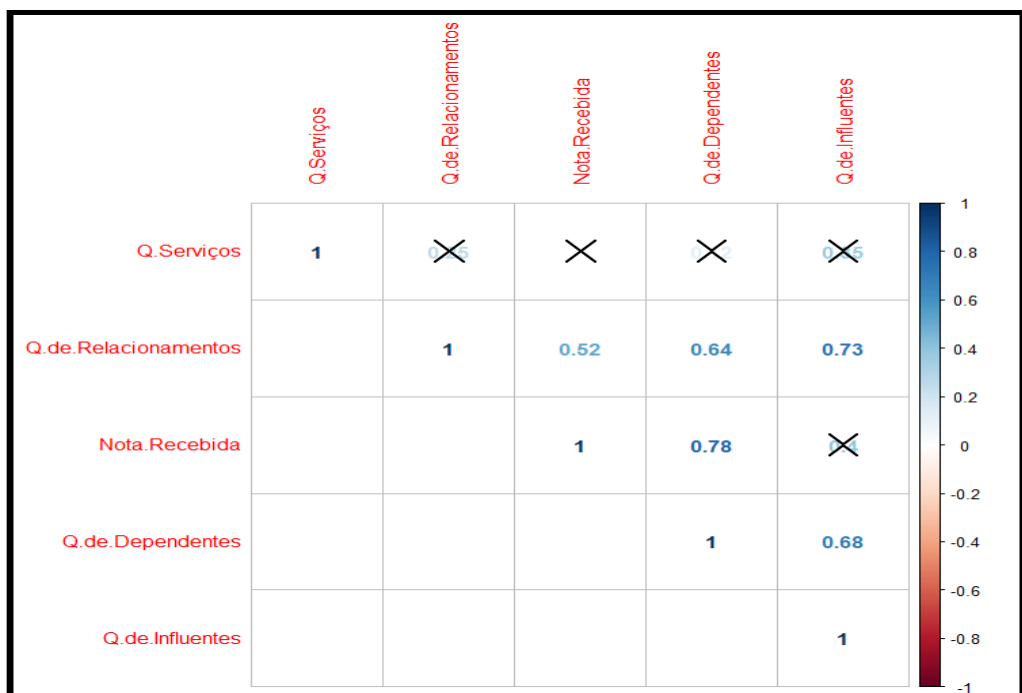 Q.Serviços
Q.de.Relacionamentos
Nota.Recebida
Q.de.Dependentes
Q.de.Influentes
Q.Serviços 1
Q.de.Relacionamentos 1 0.52 0.64 0.73
Nota.Recebida 1 0.78
Q.de.Dependentes 1 0.68
Q.de.Influentes 1
1
0.8
0.6
0.4
0.2
0
-0.2
-0.4
-0.6
-0.8
-1